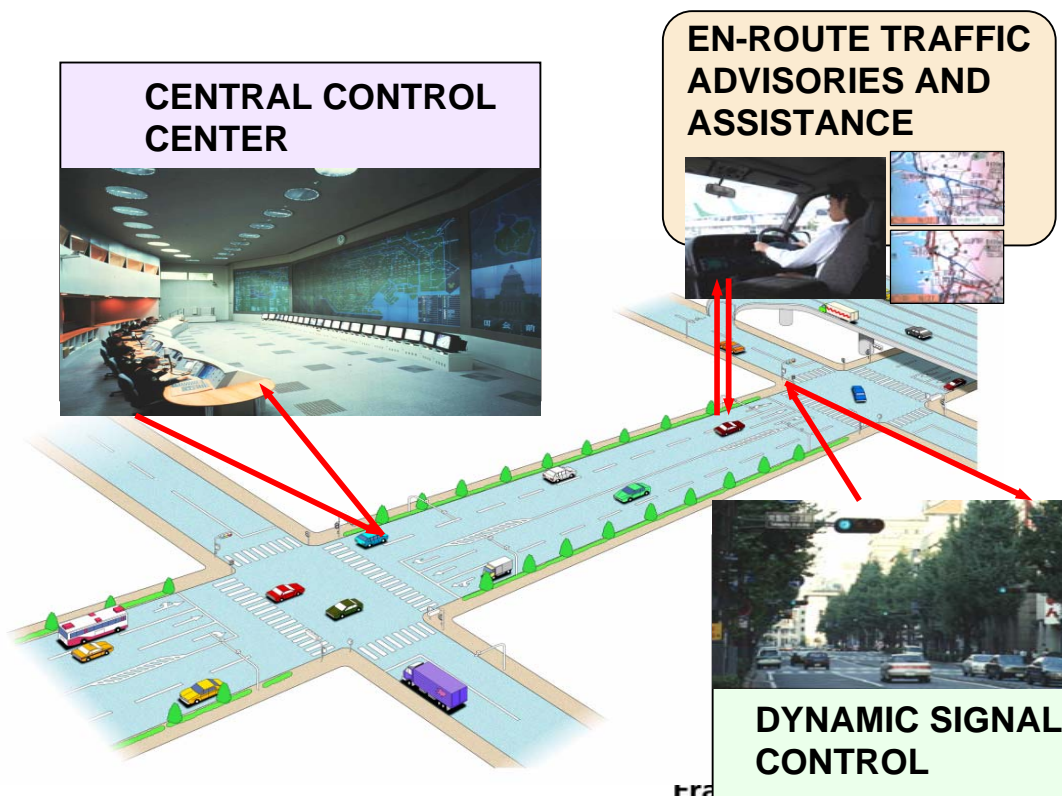 EN-ROUTE TRAFFIC
ADVISORIES AND
ASSISTANCE
CENTRAL CONTROL
CENTER
DYNAMIC SIGNAL
CONTROL